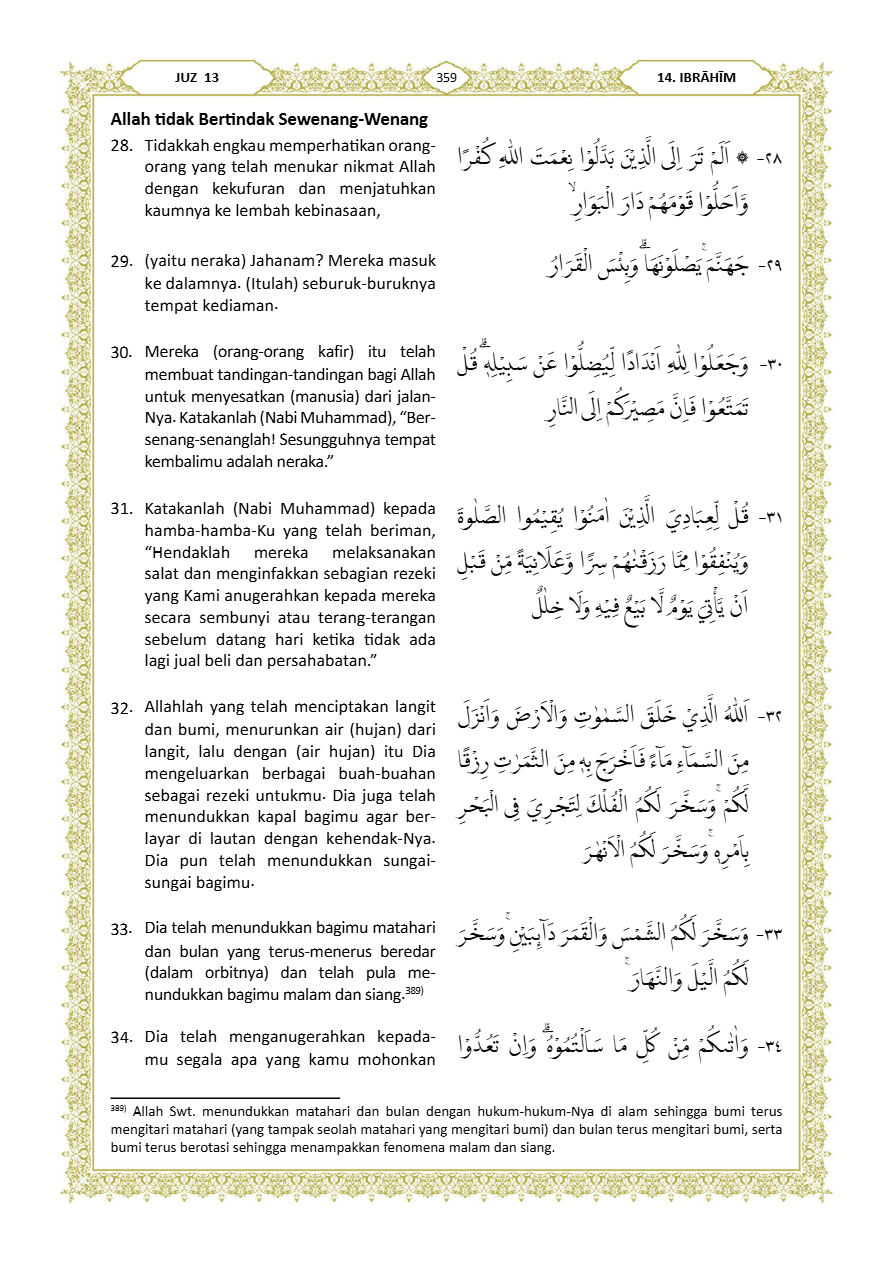 JUZ 13
359
14. IBRĀHĪM
Allah tidak Bertindak Sewenang-Wenang
28. Tidakkah engkau memperhatikan orang-
orang yang telah menukar nikmat Allah
dengan kekufuran dan menjatuhkan
kaumnya ke lembah kebinasaan,
٢٨- ۞ اَلَمْ تَرَ اِلَى الَّذِيْنَ بَدَّلُوْا نِعْمَتَ اللّٰهِ كُفْرًا
وَّاَحَلُّوْا قَوْمَهُمْ دَارَ الْبَوَارِۙ
29. (yaitu neraka) Jahanam? Mereka masuk
ke dalamnya. (Itulah) seburuk-buruknya
tempat kediaman.
٢٩- جَهَنَّمَ ۚيَصْلَوْنَهَاۗ وَبِئْسَ الْقَرَارُ
30. Mereka (orang-orang kafir) itu telah
membuat tandingan-tandingan bagi Allah
untuk menyesatkan (manusia) dari jalan-
Nya. Katakanlah (Nabi Muhammad), “Ber-
senang-senanglah! Sesungguhnya tempat
kembalimu adalah neraka.”
٣٠- وَجَعَلُوْا لِلّٰهِ اَنْدَادًا لِّيُضِلُّوْا عَنْ سَبِيْلِهٖۗ قُلْ
تَمَتَّعُوْا فَاِنَّ مَصِيْرَكُمْ اِلَى النَّارِ
31. Katakanlah (Nabi Muhammad) kepada
hamba-hamba-Ku yang telah beriman,
“Hendaklah mereka melaksanakan
salat dan menginfakkan sebagian rezeki
yang Kami anugerahkan kepada mereka
secara sembunyi atau terang-terangan
sebelum datang hari ketika tidak ada
lagi jual beli dan persahabatan.”
٣١- قُلْ لِّعِبَادِيَ الَّذِيْنَ اٰمَنُوْا يُقِيْمُوا الصَّلٰوةَ
وَيُنْفِقُوْا مِمَّا رَزَقْنٰهُمْ سِرًّا وَّعَلَانِيَةً مِّنْ قَبْلِ
اَنْ يَّأْتِيَ يَوْمٌ لَّا بَيْعٌ فِيْهِ وَلَا خِلٰلٌ
32. Allahlah yang telah menciptakan langit
dan bumi, menurunkan air (hujan) dari
langit, lalu dengan (air hujan) itu Dia
mengeluarkan berbagai buah-buahan
sebagai rezeki untukmu. Dia juga telah
menundukkan kapal bagimu agar ber-
layar di lautan dengan kehendak-Nya.
Dia pun telah menundukkan sungai-
sungai bagimu.
٣٢- اَللّٰهُ الَّذِيْ خَلَقَ السَّمٰوٰتِ وَالْاَرْضَ وَاَنْزَلَ
مِنَ السَّمَاۤءِ مَاۤءً فَاَخْرَجَ بِهٖ مِنَ الثَّمَرٰتِ رِزْقًا
لَّكُمْ ۚوَسَخَّرَ لَكُمُ الْفُلْكَ لِتَجْرِيَ فِى الْبَحْرِ
بِاَمْرِهٖ ۚوَسَخَّرَ لَكُمُ الْاَنْهٰرَ
33. Dia telah menundukkan bagimu matahari
dan bulan yang terus-menerus beredar
(dalam orbitnya) dan telah pula me-
nundukkan bagimu malam dan siang.389)
٣٣- وَسَخَّرَ لَكُمُ الشَّمْسَ وَالْقَمَرَ دَاۤىِٕبَيْنِۚ وَسَخَّرَ
لَكُمُ الَّيْلَ وَالنَّهَارَ ۚ
34. Dia telah menganugerahkan kepada-
mu segala apa yang kamu mohonkan
٣٤- وَاٰتٰىكُمْ مِّنْ كُلِّ مَا سَاَلْتُمُوْهُۗ وَاِنْ تَعُدُّوْا
389) Allah Swt. menundukkan matahari dan bulan dengan hukum-hukum-Nya di alam sehingga bumi terus
mengitari matahari (yang tampak seolah matahari yang mengitari bumi) dan bulan terus mengitari bumi, serta
bumi terus berotasi sehingga menampakkan fenomena malam dan siang.